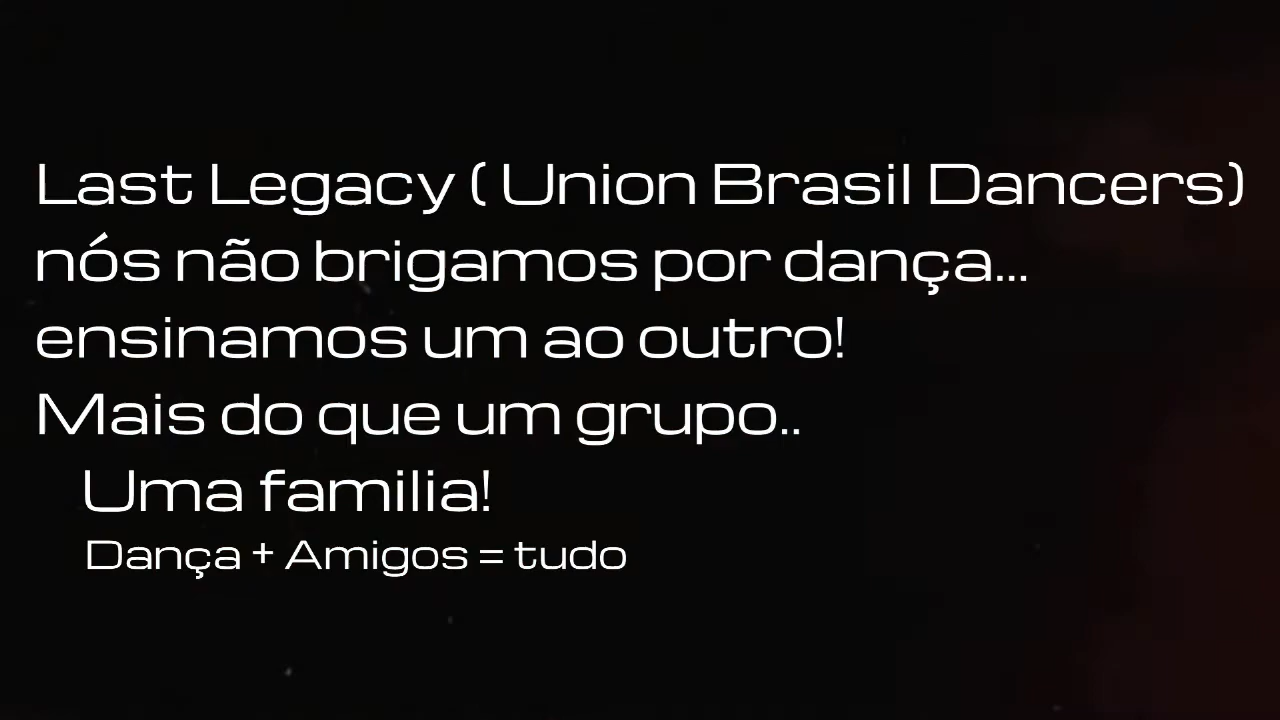 Last Legacy ( Union Brasil Dancers)
nós não brigamos por dança...
ensinamos um ao outro!
Mais do que um grupo..
Uma familia!
Dança + Amigos = tudo